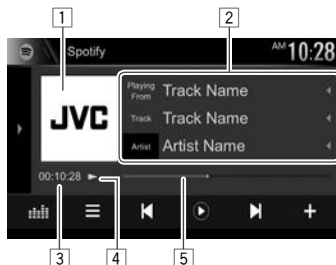 1 2
Spotify AM 10:28
JVC
Playing From Track Name
Track Track Name
Artist Artist Name
00:10:28
3 4 5